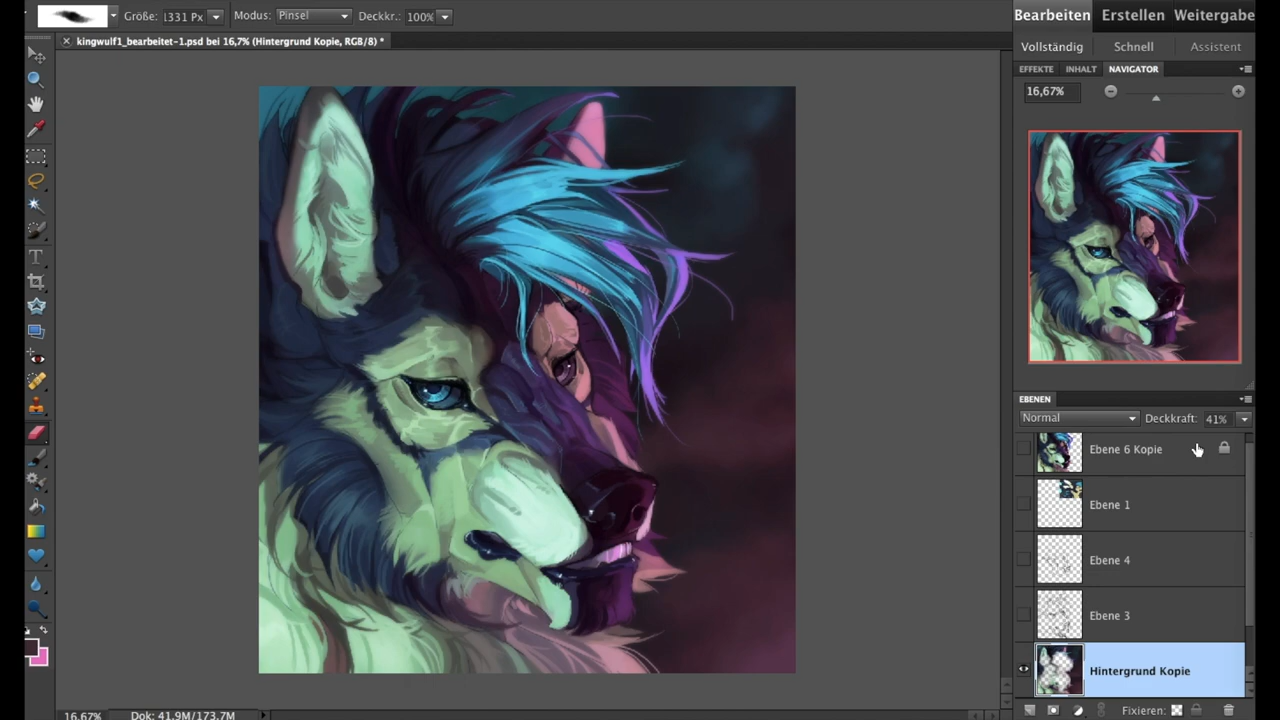 Größe: 1331 Px Modus: Pinsel Deckkr.: 100%
Bearbeiten Erstellen Weitergabe
kingwulf1_bearbeitet-1.psd bei 16,7% (Hintergrund Kopie, RGB/8) *
Vollständig Schnell Assistent
EFFEKTE INHALT NAVIGATOR
16,67%
EBENEN
Normal Deckkraft: 41%
Ebene 6 Kopie
Ebene 1
Ebene 4
Ebene 3
Hintergrund Kopie
Fixieren:
16,67% Dok: 41,9M/173,7M